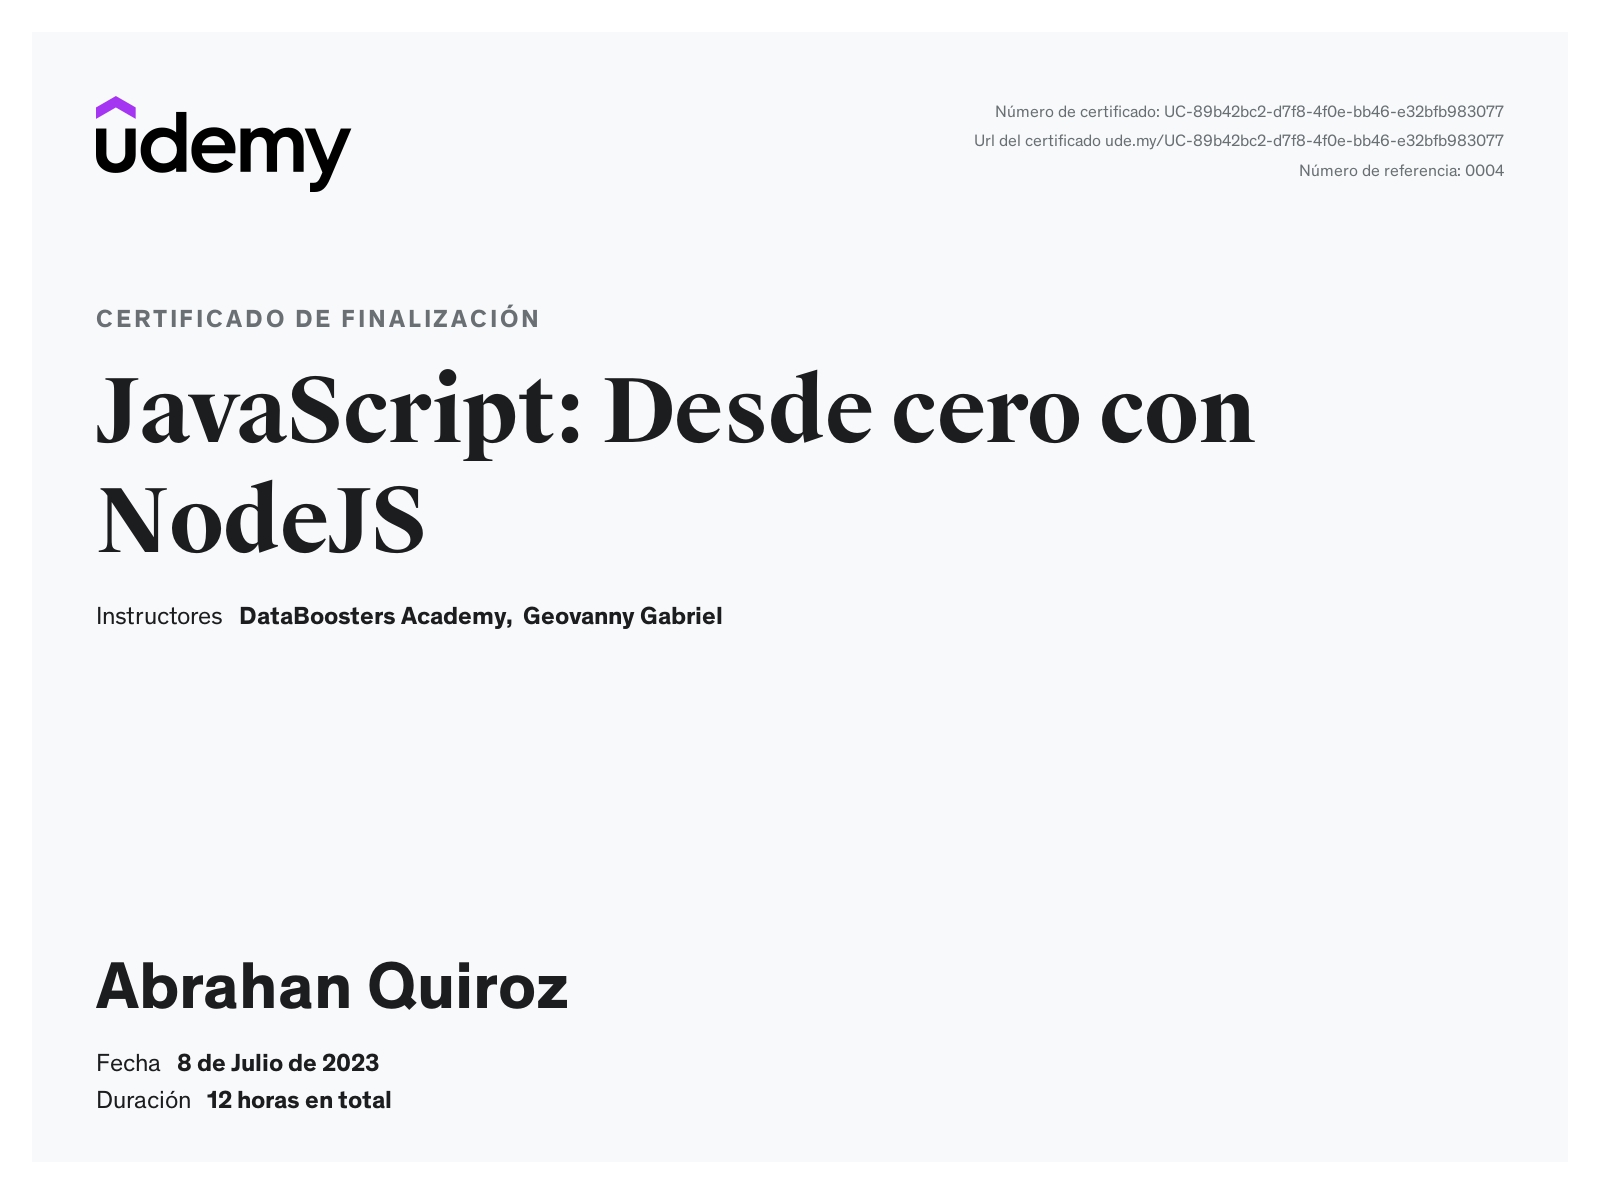 udemy
Número de certificado: UC-89b42bc2-d7f8-4f0e-bb46-e32bfb983077
Url del certificado ude.my/UC-89b42bc2-d7f8-4f0e-bb46-e32bfb983077
Número de referencia: 0004
CERTIFICADO DE FINALIZACIÓN
JavaScript: Desde cero con
NodeJS
Instructores DataBoosters Academy, Geovanny Gabriel
Abrahan Quiroz
Fecha 8 de Julio de 2023
Duración 12 horas en total